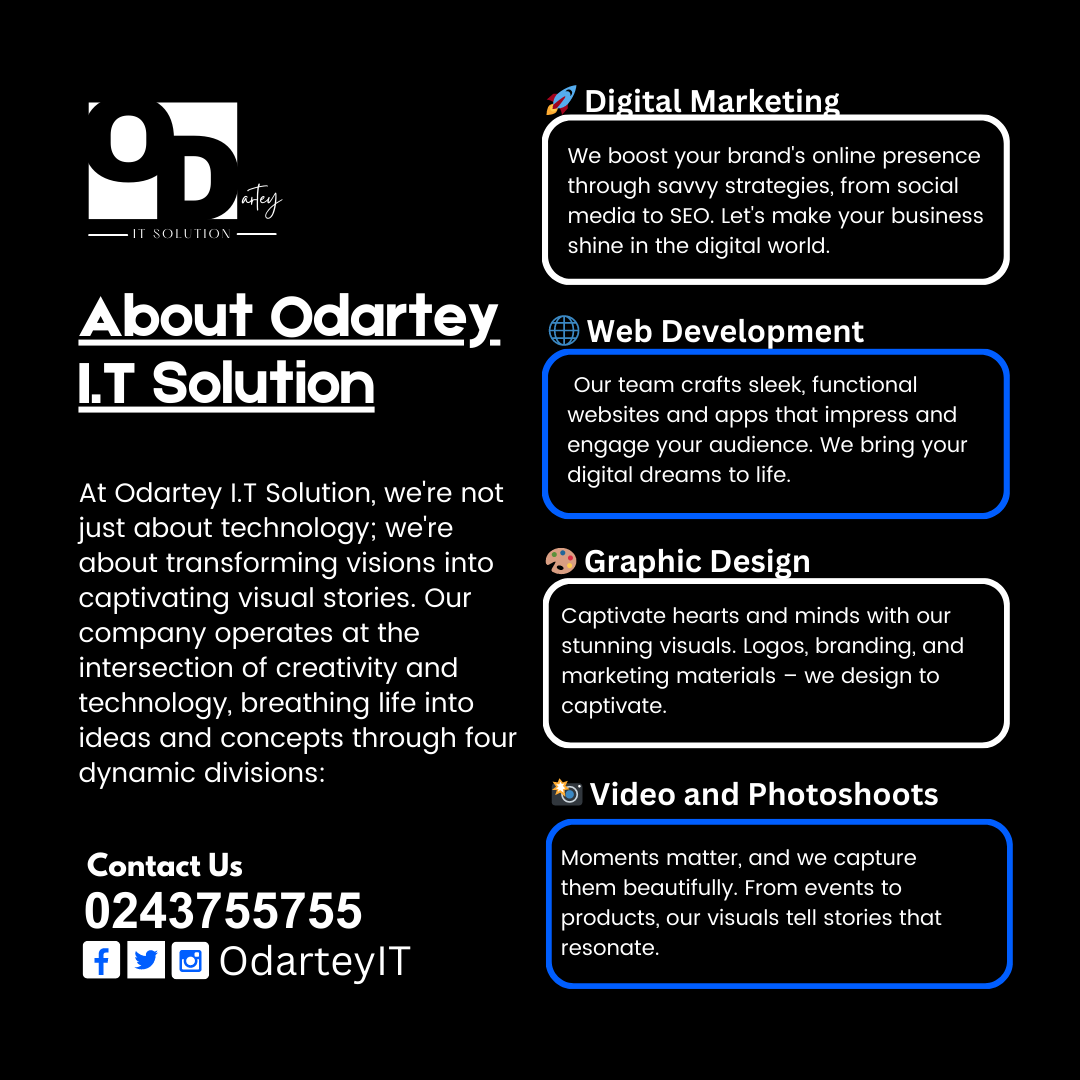 OD
artey
IT SOLUTION
About Odartey
I.T Solution
At Odartey I.T Solution, we're not
just about technology; we're
about transforming visions into
captivating visual stories. Our
company operates at the
intersection of creativity and
technology, breathing life into
ideas and concepts through four
dynamic divisions:
Contact Us
0243755755
OdarteyIT
Digital Marketing
We boost your brand's online presence
through savvy strategies, from social
media to SEO. Let's make your business
shine in the digital world.
Web Development
Our team crafts sleek, functional
websites and apps that impress and
engage your audience. We bring your
digital dreams to life.
Graphic Design
Captivate hearts and minds with our
stunning visuals. Logos, branding, and
marketing materials – we design to
captivate.
Video and Photoshoots
Moments matter, and we capture
them beautifully. From events to
products, our visuals tell stories that
resonate.